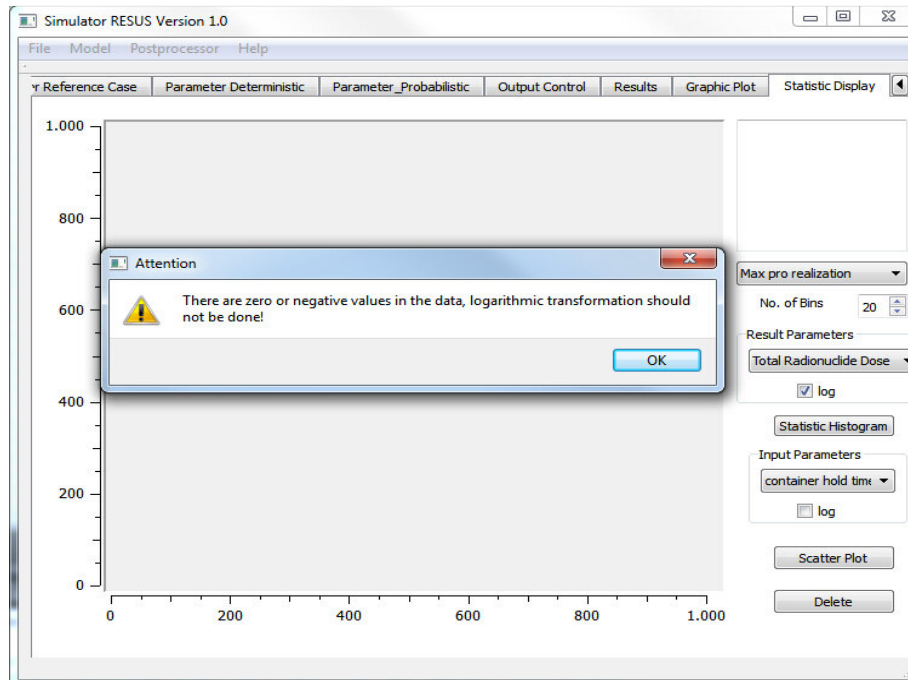 Simulator RESUS Version 1.0
File Model Postprocessor Help
r Reference Case Parameter Deterministic Parameter_Probabilistic Output Control Results Graphic Plot Statistic Display
1.000
800
600
400
200
0
0 200 400 600 800 1.000
Attention
There are zero or negative values in the data, logarithmic transformation should
not be done!
OK
Max pro realization
No. of Bins 20
Result Parameters
Total Radionuclide Dose
log
Statistic Histogram
Input Parameters
container hold time
log
Scatter Plot
Delete